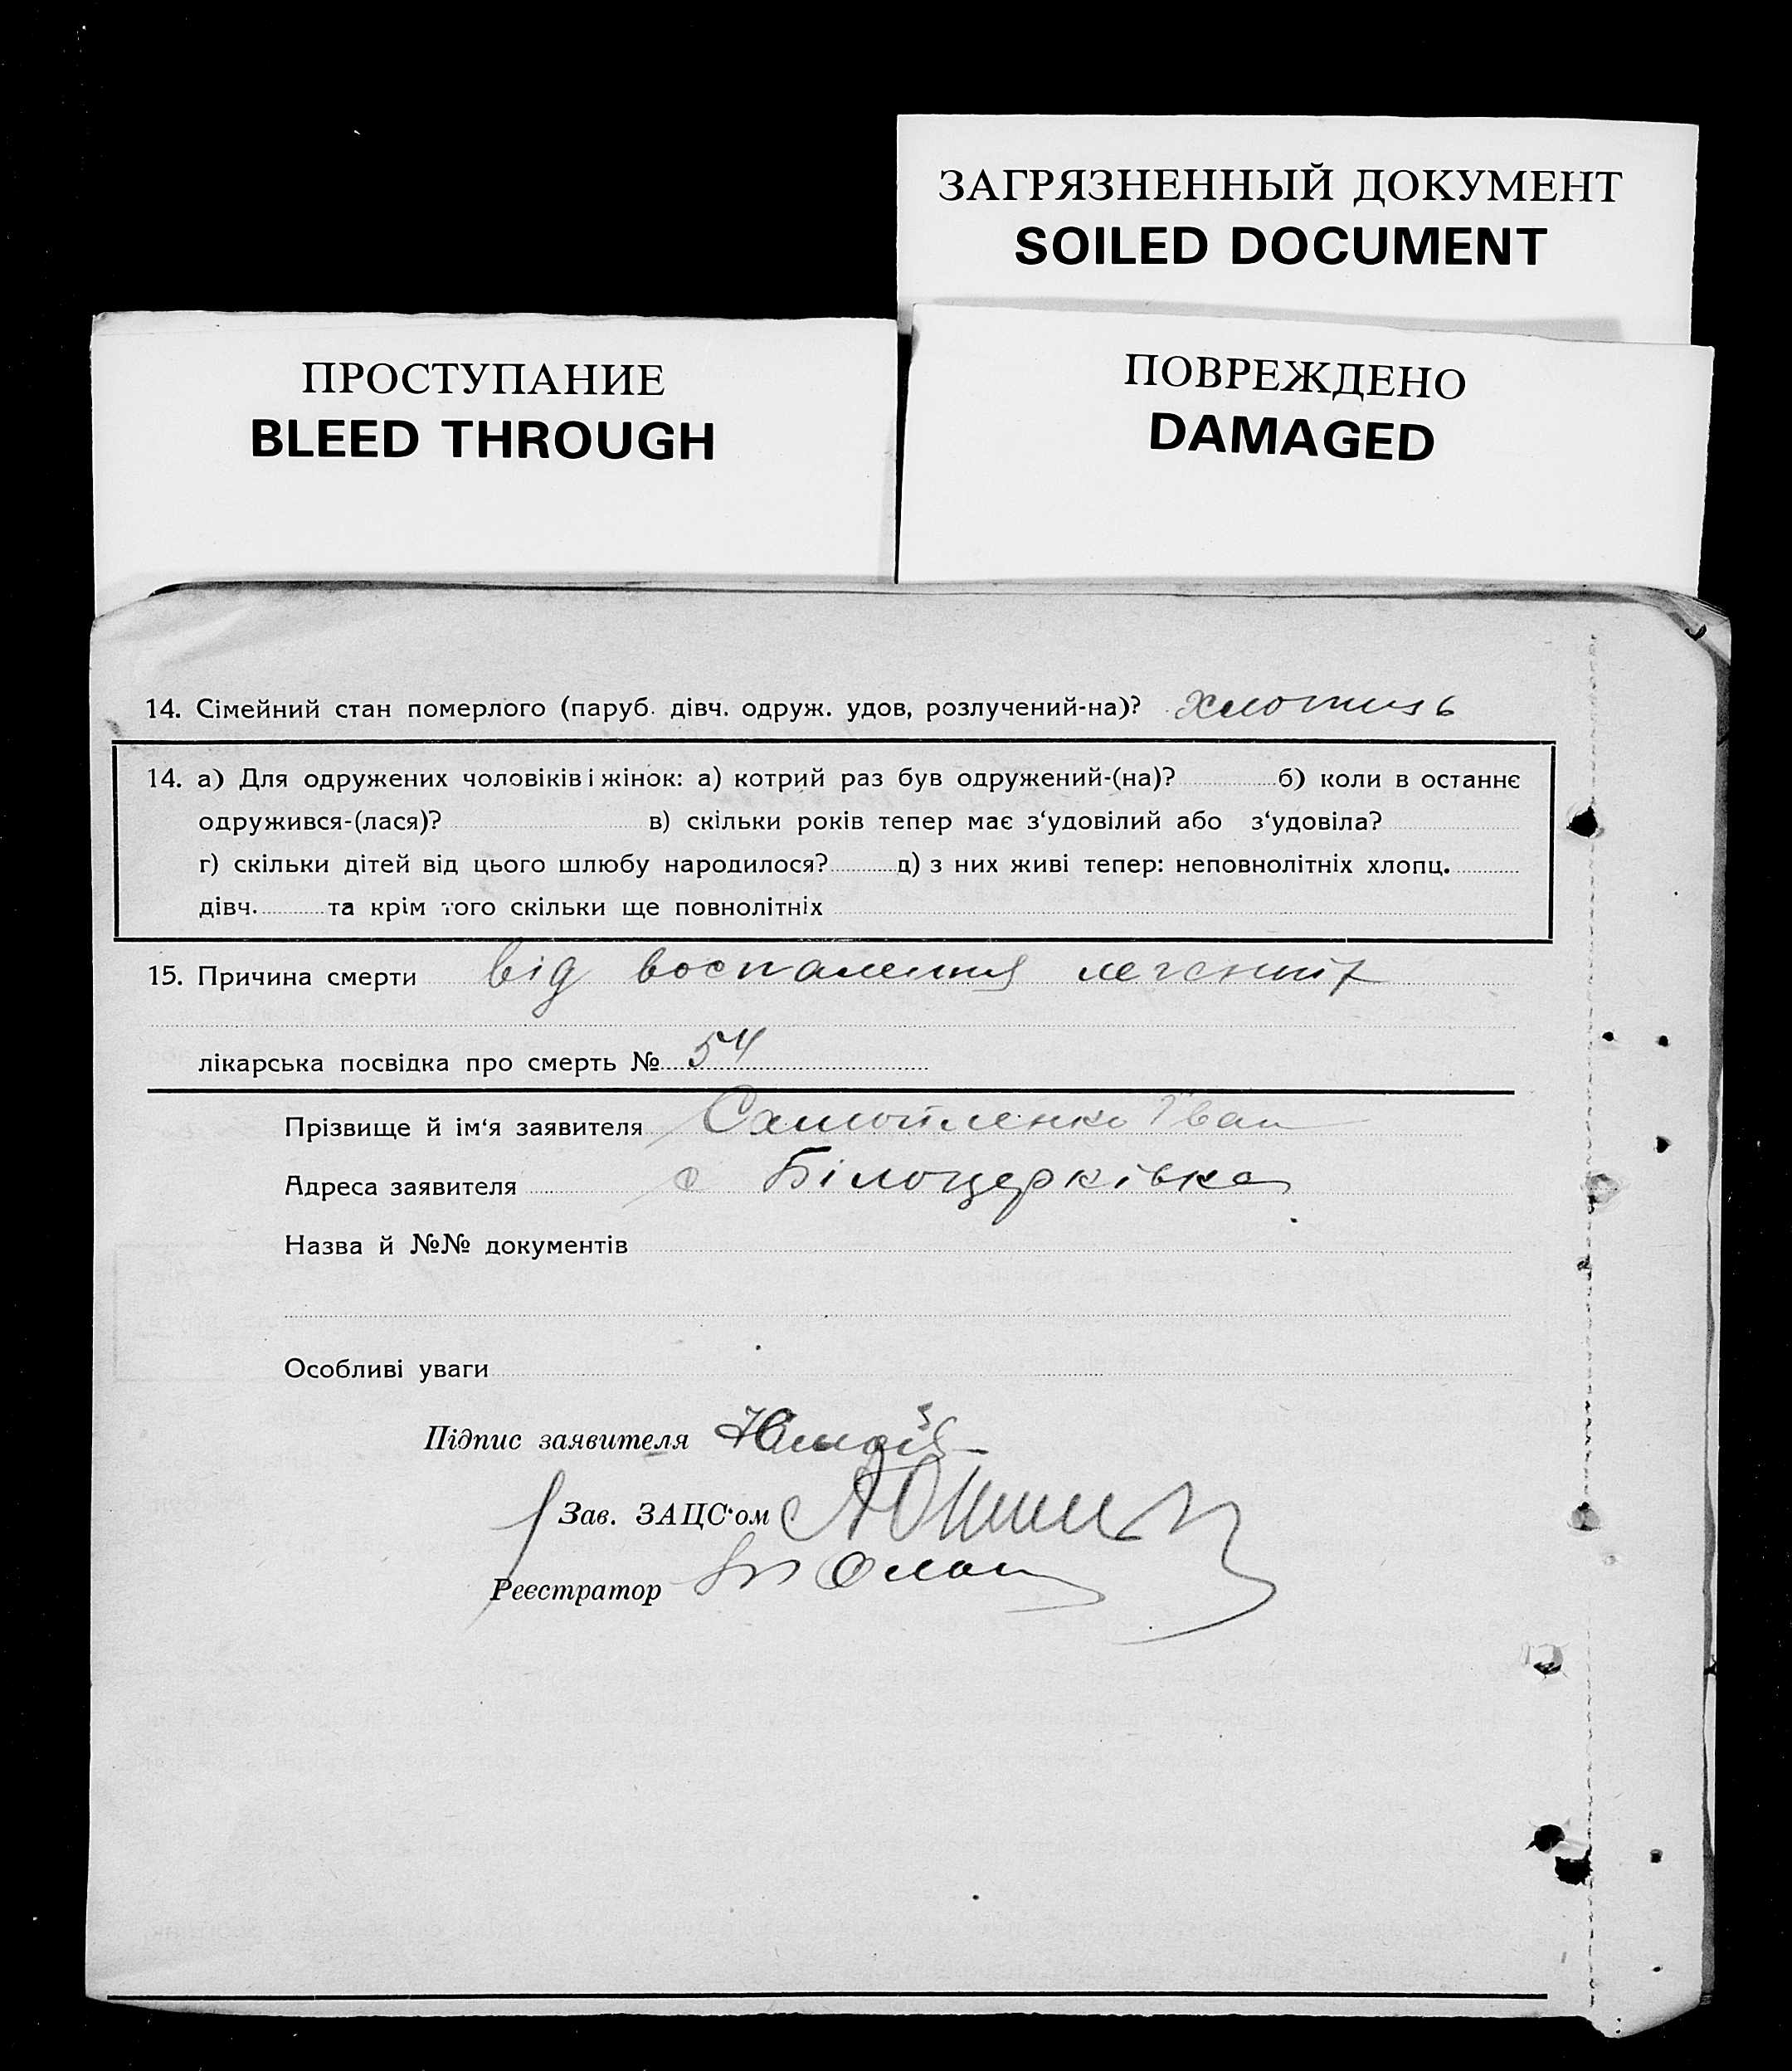 ЗАГРЯЗНЕННЫЙ ДОКУМЕНТ
SOILED DOCUMENT
ПРОСТУПАНИЕ
BLEED THROUGH
ПОВРЕЖДЕНО
DAMAGED
14. Сімейний стан померлого (паруб. дівч. одруж. удов, розлучений-на)? хлопиць
14. а) Для одружених чоловіків і жінок: а) котрий раз був одружений-(на)? б) коли в останнє
одружився-(лася)? в) скільки років тепер має з‘удовілий або з‘удовіла?
г) скільки дітей від цього шлюбу народилося? д) з них живі тепер: неповнолітніх хлопц.
дівч. та крім того скільки ще повнолітніх
15. Причина смерти від воспалення легених
лікарська посвідка про смерть № 54
Прізвище й ім‘я заявителя Іван
Адреса заявителя с Білоцерківка
Назва й №№ документів
Особливі уваги
Підпис заявителя
Зав. ЗАЦС‘ом
Реєстратор